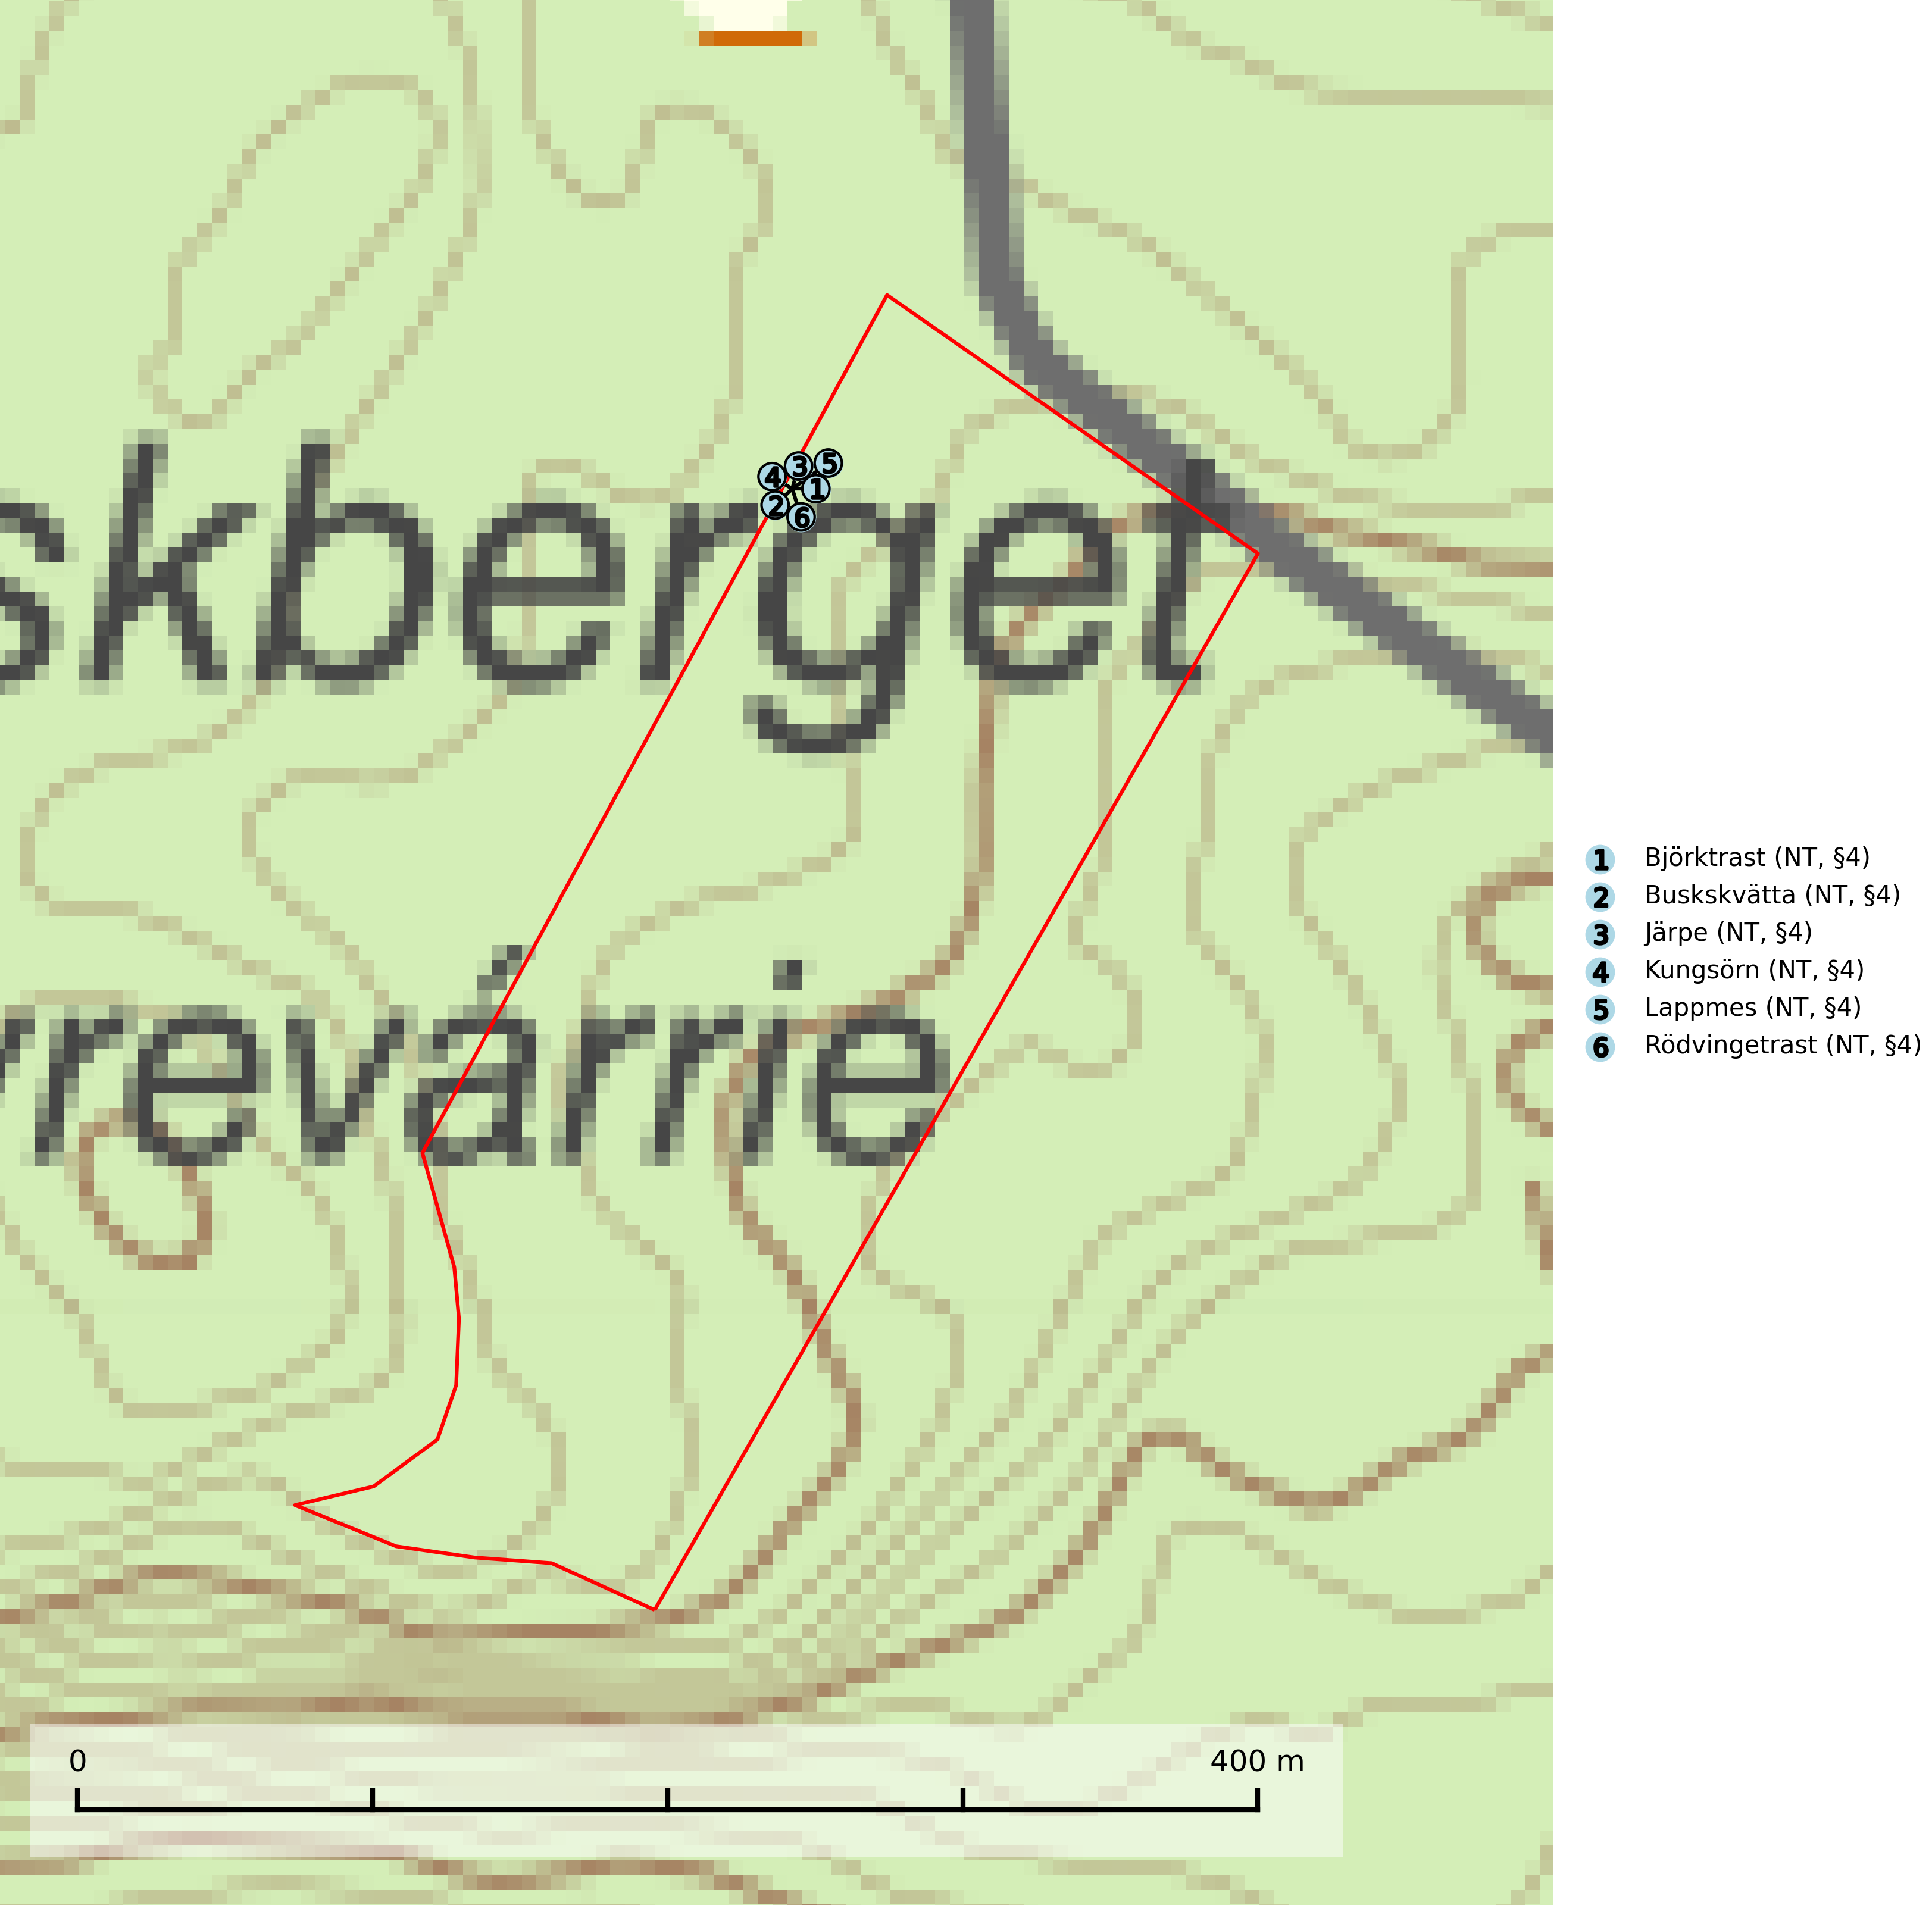 skberget
revárrie
1 Björktrast (NT, §4)
2 Buskskvätta (NT, §4)
3 Järpe (NT, §4)
4 Kungsörn (NT, §4)
5 Lappmes (NT, §4)
6 Rödvingetrast (NT, §4)
4 3 5
1
2
6
0 400 m